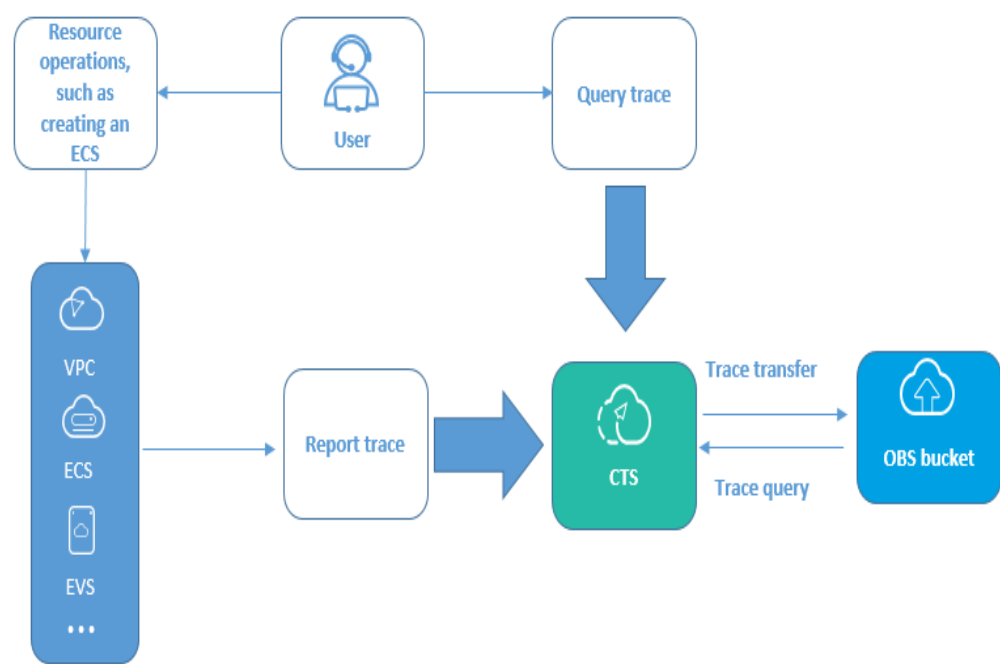 Resource
operations,
such as
creating an
ECS
User
Query trace
VPC
ECS
EVS
...
Report trace
CTS
Trace transfer
Trace query
OBS bucket